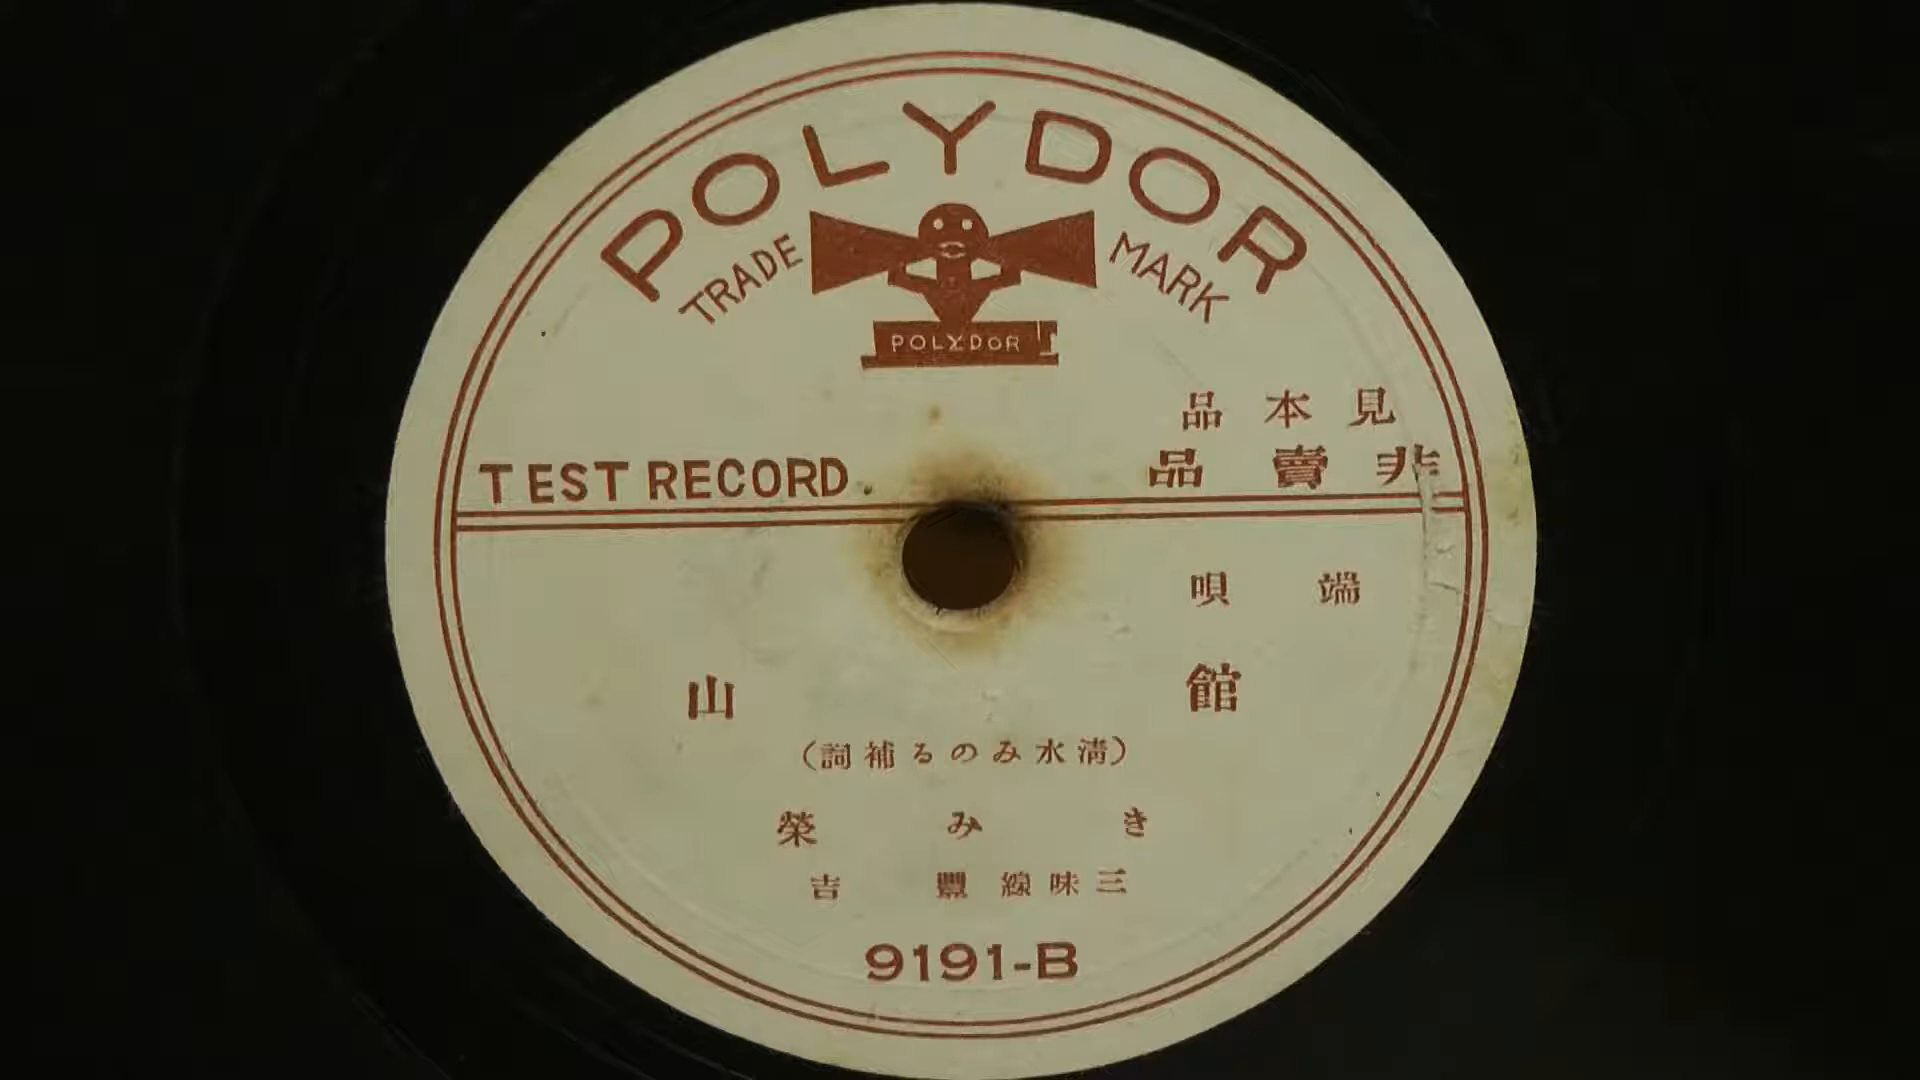 POLYDOR
TRADE MARK
POLYDOR
見本品
非賣品
TEST RECORD
端唄
館山
(清水みのる補詞)
きみ榮
三味線 豐吉
9191-B